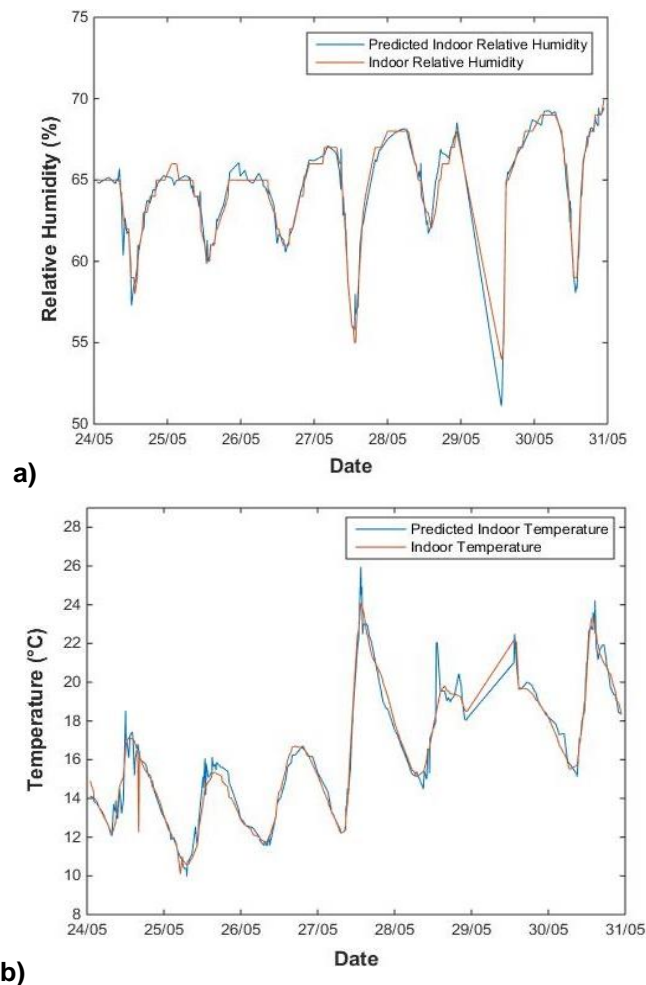 75
70
65
60
55
50
Relative Humidity (%)
Predicted Indoor Relative Humidity
Indoor Relative Humidity
24/05 25/05 26/05 27/05 28/05 29/05 30/05 31/05
Date
a)
28
26
24
22
20
18
16
14
12
10
8
Temperature (°C)
Predicted Indoor Temperature
Indoor Temperature
24/05 25/05 26/05 27/05 28/05 29/05 30/05 31/05
Date
b)